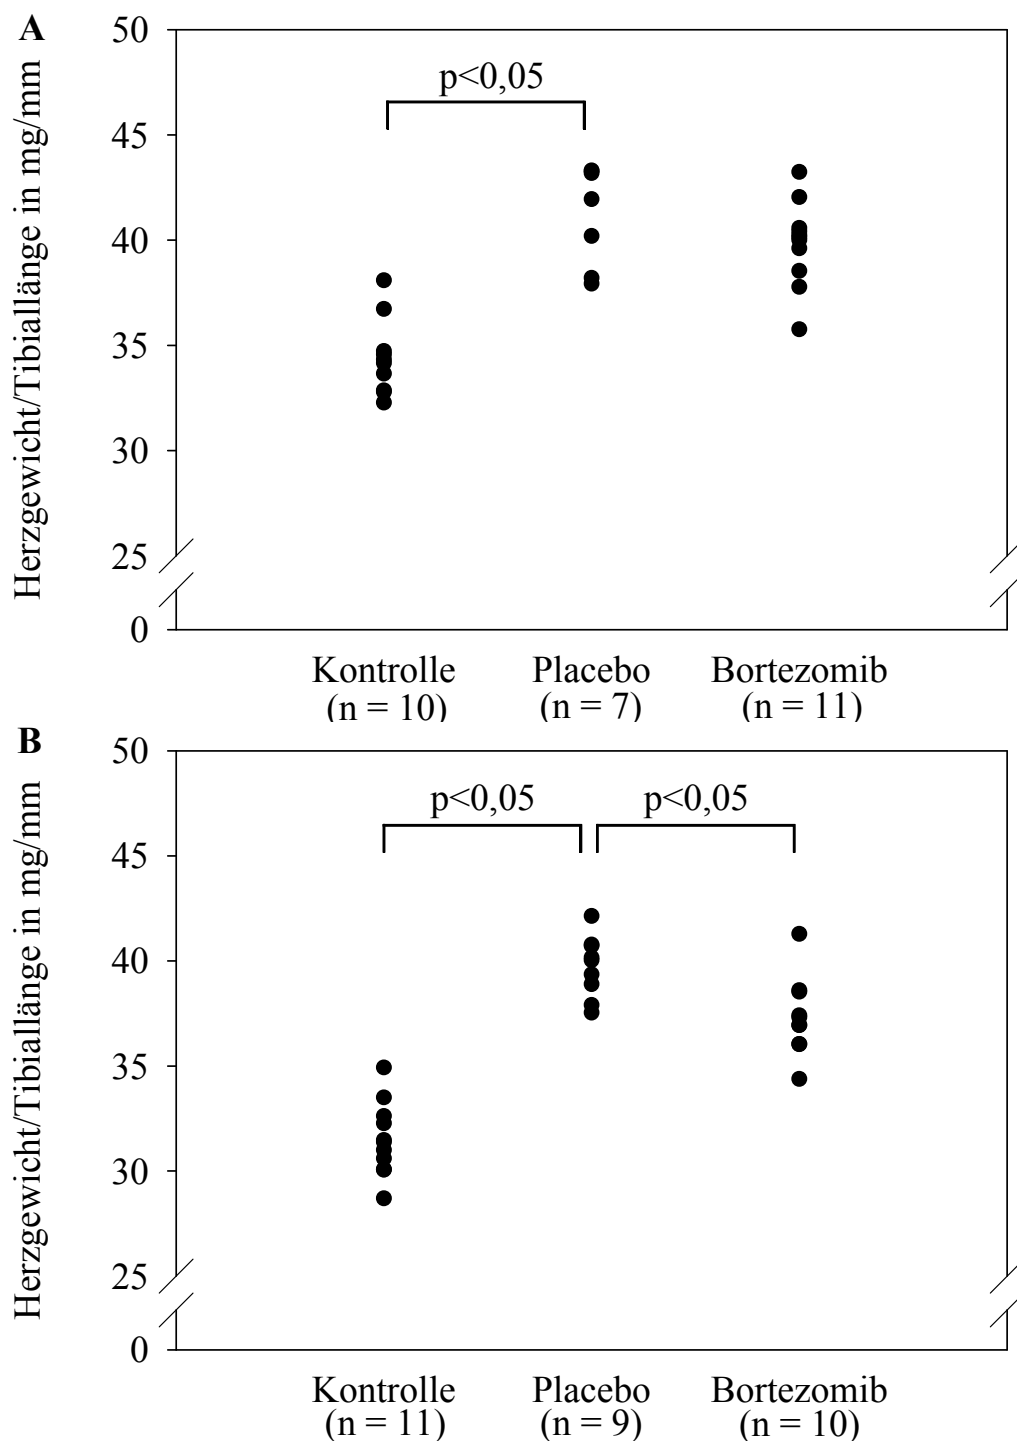 A
Herzgewicht/Tibiallänge in mg/mm
50
45
40
35
30
25
0
p<0,05
Kontrolle
(n = 10)
Placebo
(n = 7)
Bortezomib
(n = 11)
B
Herzgewicht/Tibiallänge in mg/mm
50
45
40
35
30
25
0
p<0,05
p<0,05
Kontrolle
(n = 11)
Placebo
(n = 9)
Bortezomib
(n = 10)